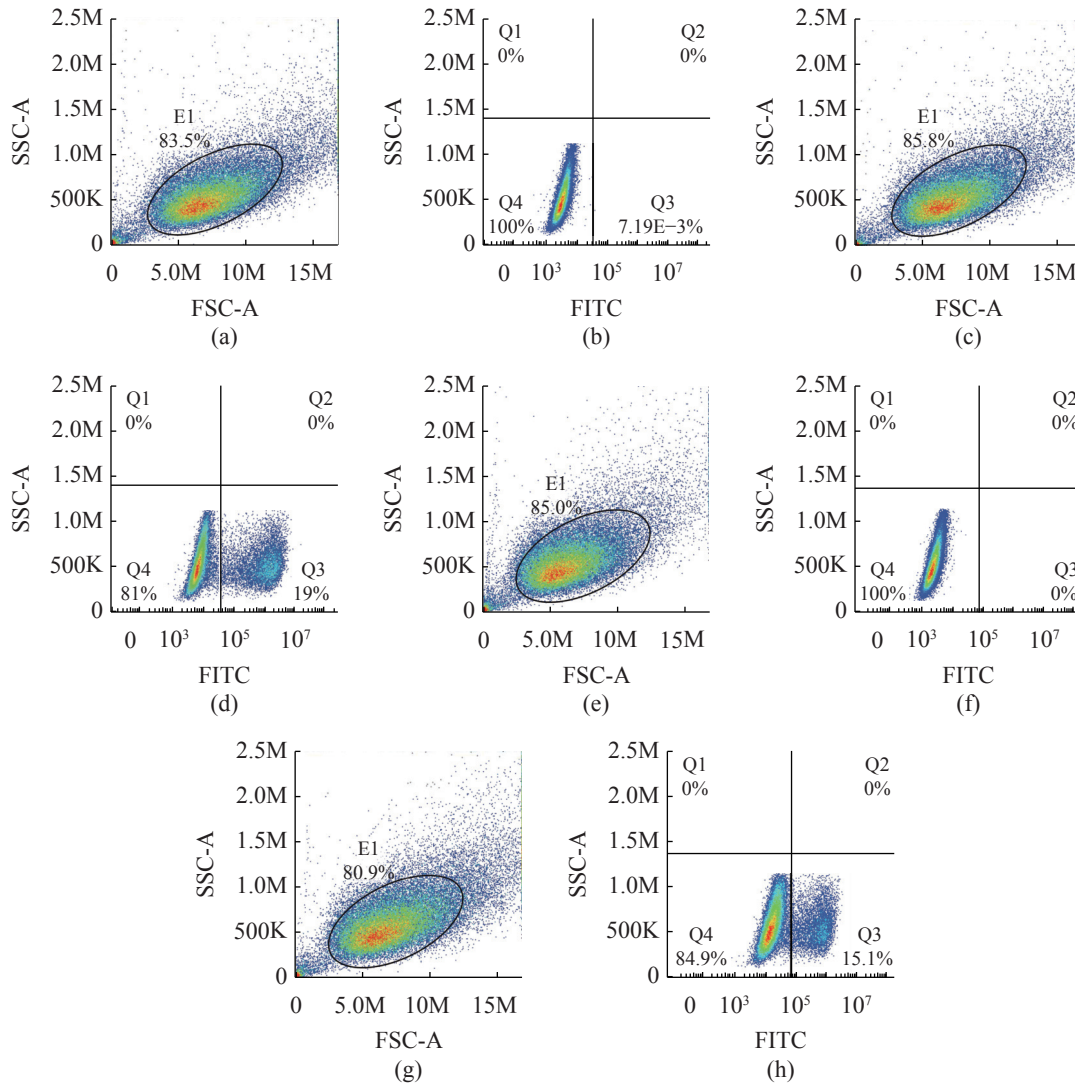 2.5M
2.0M
1.5M
1.0M
500K
0
SSC-A
E1
83.5%
0 5.0M 10M 15M
FSC-A
(a)
2.5M
2.0M
1.5M
1.0M
500K
0
SSC-A
Q1
0%
Q2
0%
Q4
100%
Q3
7.19E−3%
0 10³ 10⁵ 10⁷
FITC
(b)
2.5M
2.0M
1.5M
1.0M
500K
0
SSC-A
E1
85.8%
0 5.0M 10M 15M
FSC-A
(c)
2.5M
2.0M
1.5M
1.0M
500K
0
SSC-A
Q1
0%
Q2
0%
Q4
81%
Q3
19%
0 10³ 10⁵ 10⁷
FITC
(d)
2.5M
2.0M
1.5M
1.0M
500K
0
SSC-A
E1
85.0%
0 5.0M 10M 15M
FSC-A
(e)
2.5M
2.0M
1.5M
1.0M
500K
0
SSC-A
Q1
0%
Q2
0%
Q4
100%
Q3
0%
0 10³ 10⁵ 10⁷
FITC
(f)
2.5M
2.0M
1.5M
1.0M
500K
0
SSC-A
E1
80.9%
0 5.0M 10M 15M
FSC-A
(g)
2.5M
2.0M
1.5M
1.0M
500K
0
SSC-A
Q1
0%
Q2
0%
Q4
84.9%
Q3
15.1%
0 10³ 10⁵ 10⁷
FITC
(h)